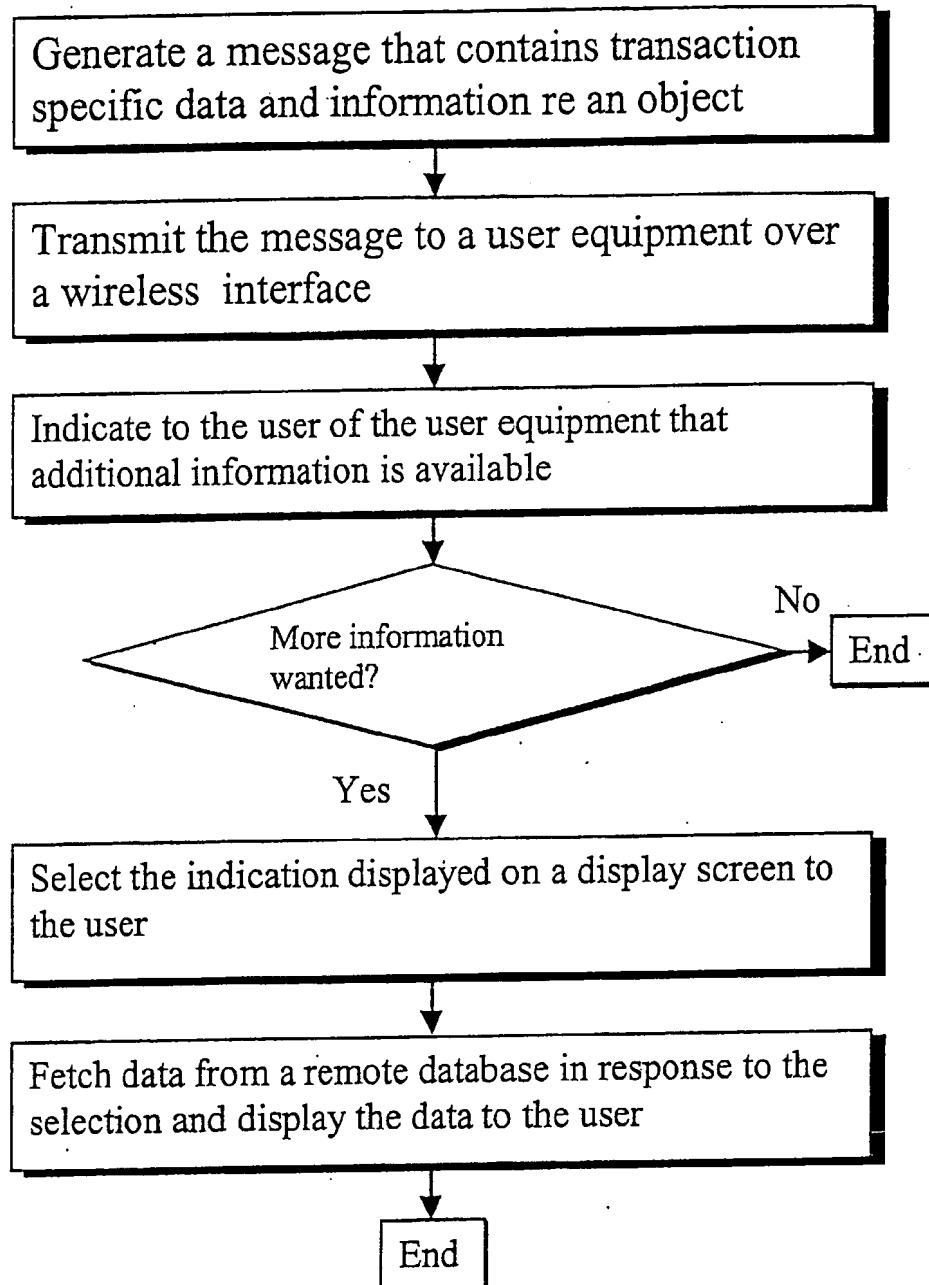 Generate a message that contains transaction
specific data and information re an object
Transmit the message to a user equipment over
a wireless interface
Indicate to the user of the user equipment that
additional information is available
More information
wanted?
No
End
Yes
Select the indication displayed on a display screen to
the user
Fetch data from a remote database in response to the
selection and display the data to the user
End